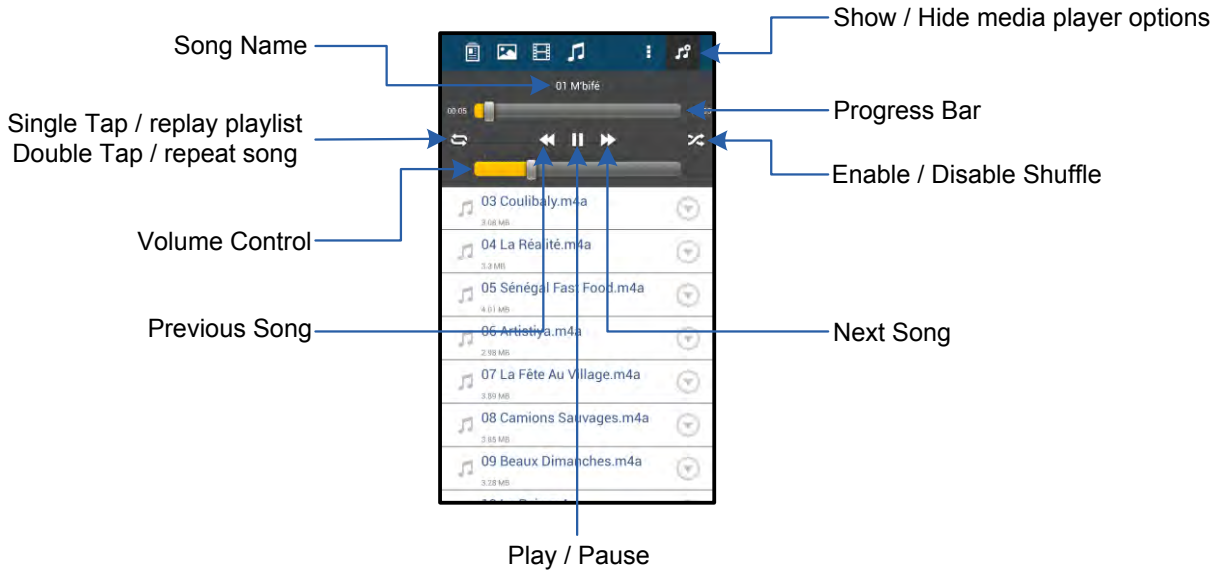 Show / Hide media player options
Song Name
01 M'bifé
00:05
Progress Bar
Single Tap / replay playlist
Double Tap / repeat song
Enable / Disable Shuffle
Volume Control
03 Coulibaly.m4a
3.08 MB
04 La Réalité.m4a
3.3 MB
05 Sénégal Fast Food.m4a
4.01 MB
Previous Song
06 Artistiya.m4a
2.98 MB
Next Song
07 La Fête Au Village.m4a
3.89 MB
08 Camions Sauvages.m4a
3.65 MB
09 Beaux Dimanches.m4a
3.28 MB
Play / Pause